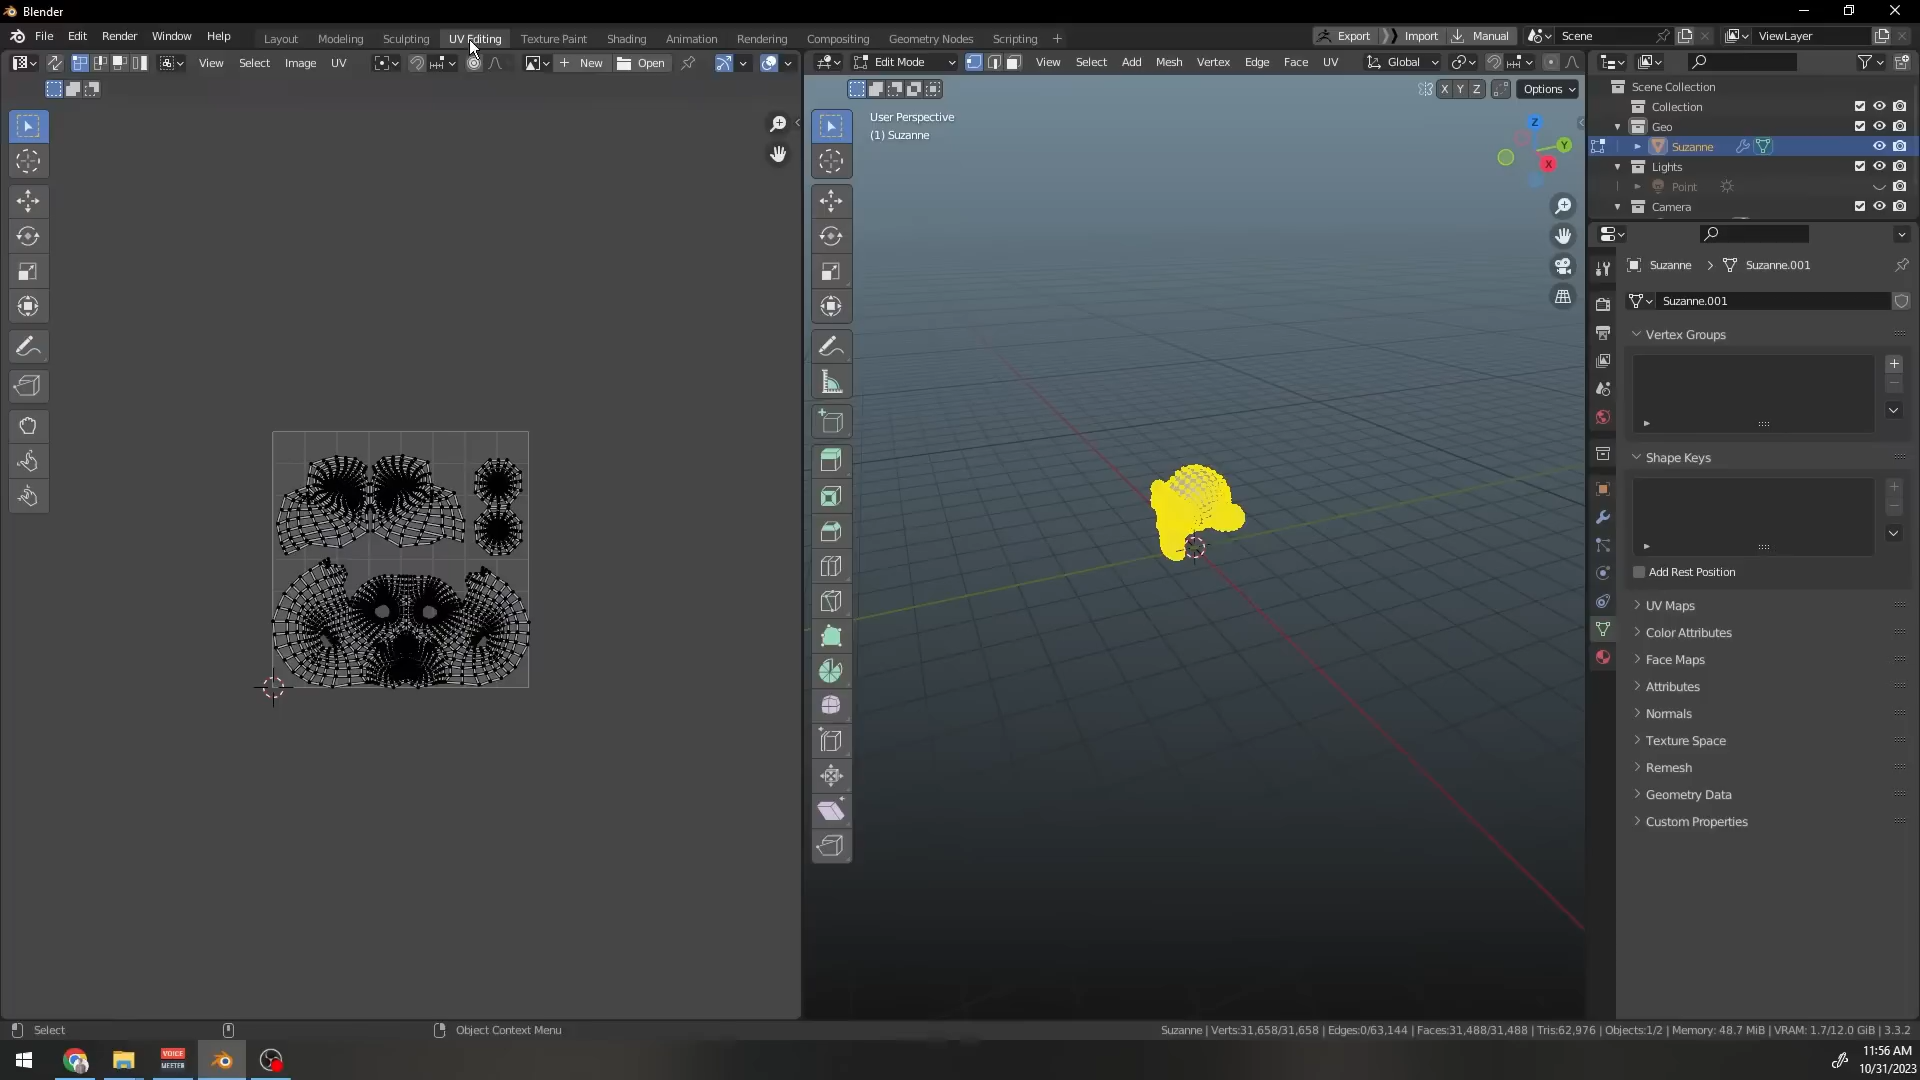 Blender
File Edit Render Window Help Layout Modeling Sculpting UV Editing Texture Paint Shading Animation Rendering Compositing Geometry Nodes Scripting + Export Import Manual Scene ViewLayer
View Select Image UV New Open Edit Mode View Select Add Mesh Vertex Edge Face UV Global
X Y Z Options
User Perspective
(1) Suzanne
Z
Y
X
Scene Collection
Collection
Geo
Suzanne
Lights
Point
Camera
Suzanne > Suzanne.001
Suzanne.001
Vertex Groups
Shape Keys
Add Rest Position
UV Maps
Color Attributes
Face Maps
Attributes
Normals
Texture Space
Remesh
Geometry Data
Custom Properties
Select Object Context Menu Suzanne | Verts:31,658/31,658 | Edges:0/63,144 | Faces:31,488/31,488 | Tris:62,976 | Objects:1/2 | Memory: 48.7 MiB | VRAM: 1.7/12.0 GiB | 3.3.2
VOICE
MEETER
11:56 AM
10/31/2023